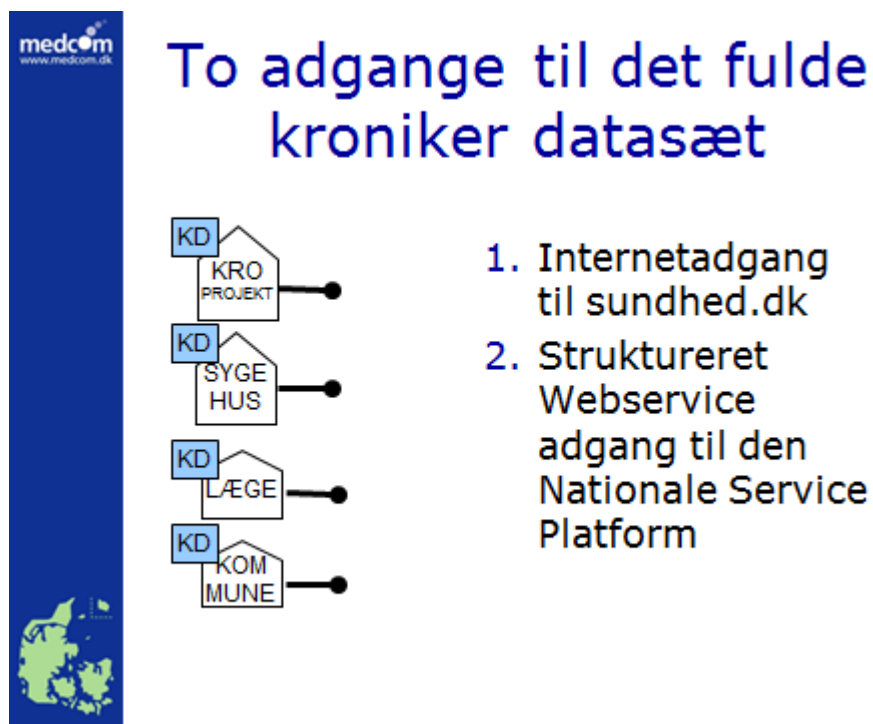 medcom
www.medcom.dk
To adgange til det fulde
kroniker datasæt
KD
KRO
PROJEKT
KD
SYGE
HUS
KD
LÆGE
KD
KOM
MUNE
1. Internetadgang
til sundhed.dk
2. Struktureret
Webservice
adgang til den
Nationale Service
Platform